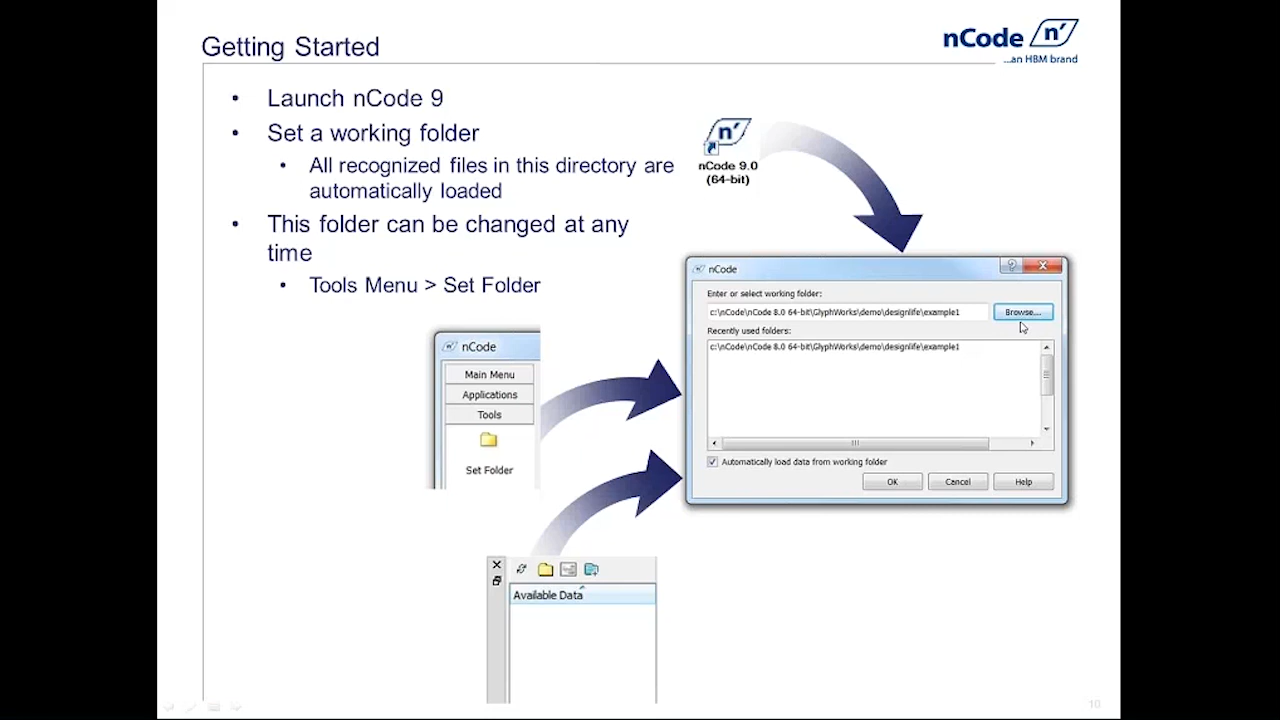 Getting Started
nCode n'
...an HBM brand
• Launch nCode 9
• Set a working folder
• All recognized files in this directory are
automatically loaded
• This folder can be changed at any
time
• Tools Menu > Set Folder
n'
nCode 9.0
(64-bit)
nCode
Enter or select working folder:
c:\nCode\nCode 8.0 64-bit\GlyphWorks\demo\designlife\example1
Browse...
Recently used folders:
c:\nCode\nCode 8.0 64-bit\GlyphWorks\demo\designlife\example1
Automatically load data from working folder
OK
Cancel
Help
nCode
Main Menu
Applications
Tools
Set Folder
Available Data
10